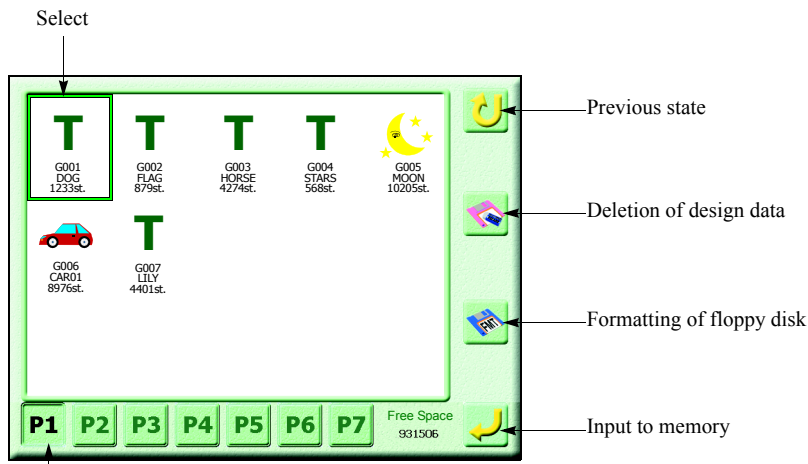 Select
T
T
T
T
G001
DOG
1233st.
G002
FLAG
879st.
G003
HORSE
4274st.
G004
STARS
568st.
G005
MOON
10205st.
T
G006
CAR01
8976st.
G007
LILY
4401st.
Previous state
Deletion of design data
FMT
Formatting of floppy disk
P1 P2 P3 P4 P5 P6 P7
Free Space
931506
Input to memory